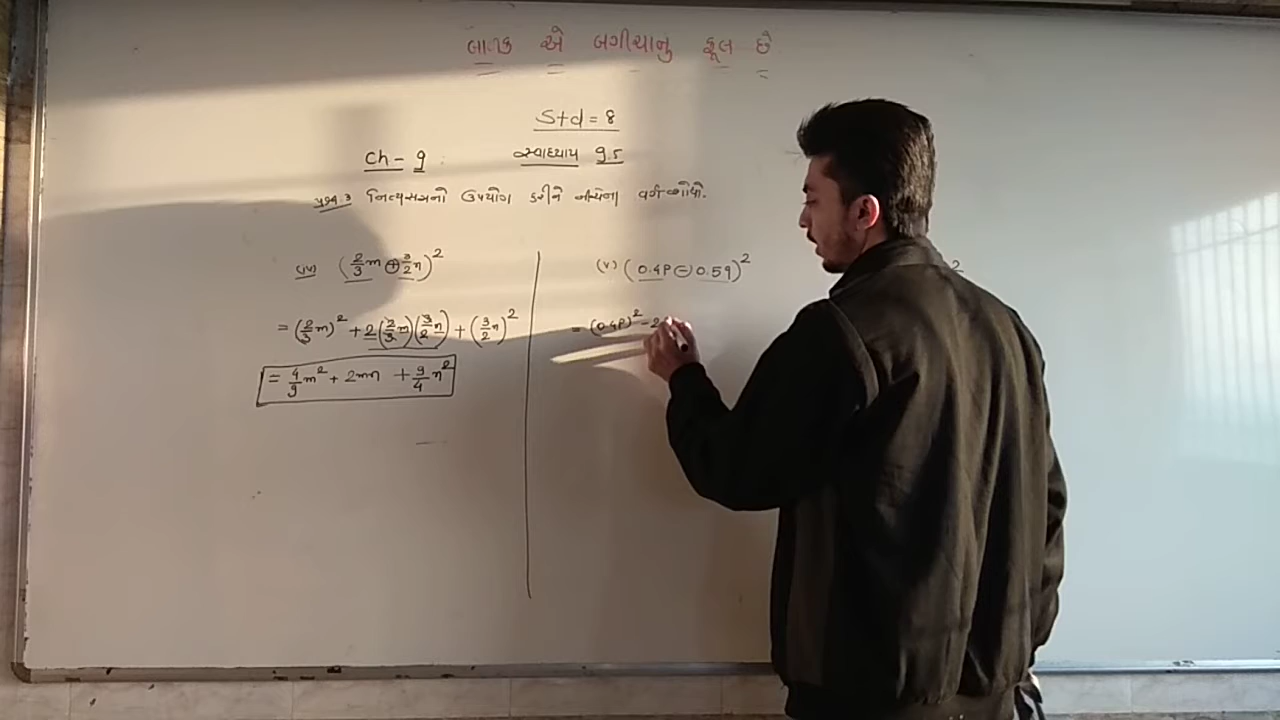 બાળક એ બગીચાનું ફૂલ છે
Std = 8
Ch - 9
સ્વાધ્યાય 9.5
પ્રશ્ન.3 નિત્યસમનો ઉપયોગ કરીને નીચેના વર્ગ શોધો.
(iv) (2/3 m + 3/2 n)²
= (2/3 m)² + 2(2/3 m)(3/2 n) + (3/2 n)²
= 4/9 m² + 2mn + 9/4 n²
(v) (0.4p - 0.5q)²
= (0.4p)² - 2
2